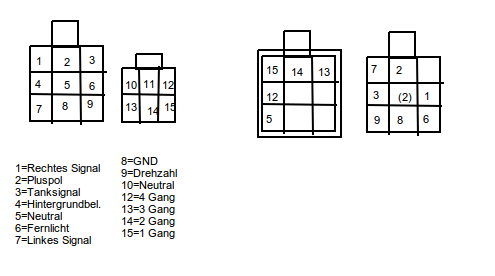 1 2 3
4 5 6
7 8 9
10 11 12
13 14 15
15 14 13
12
5
7 2
3 (2) 1
9 8 6
1=Rechtes Signal
2=Pluspol
3=Tanksignal
4=Hintergrundbel.
5=Neutral
6=Fernlicht
7=Linkes Signal
8=GND
9=Drehzahl
10=Neutral
12=4 Gang
13=3 Gang
14=2 Gang
15=1 Gang